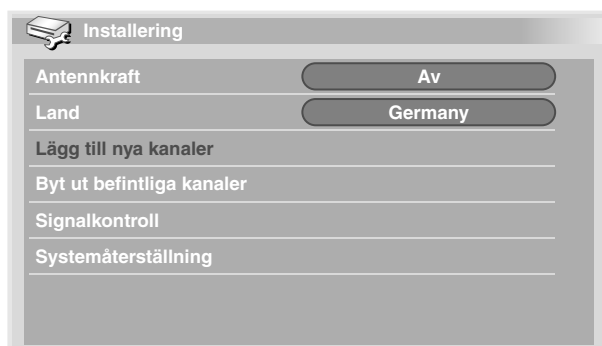 Installering
Antennkraft Av
Land Germany
Lägg till nya kanaler
Byt ut befintliga kanaler
Signalkontroll
Systemåterställning